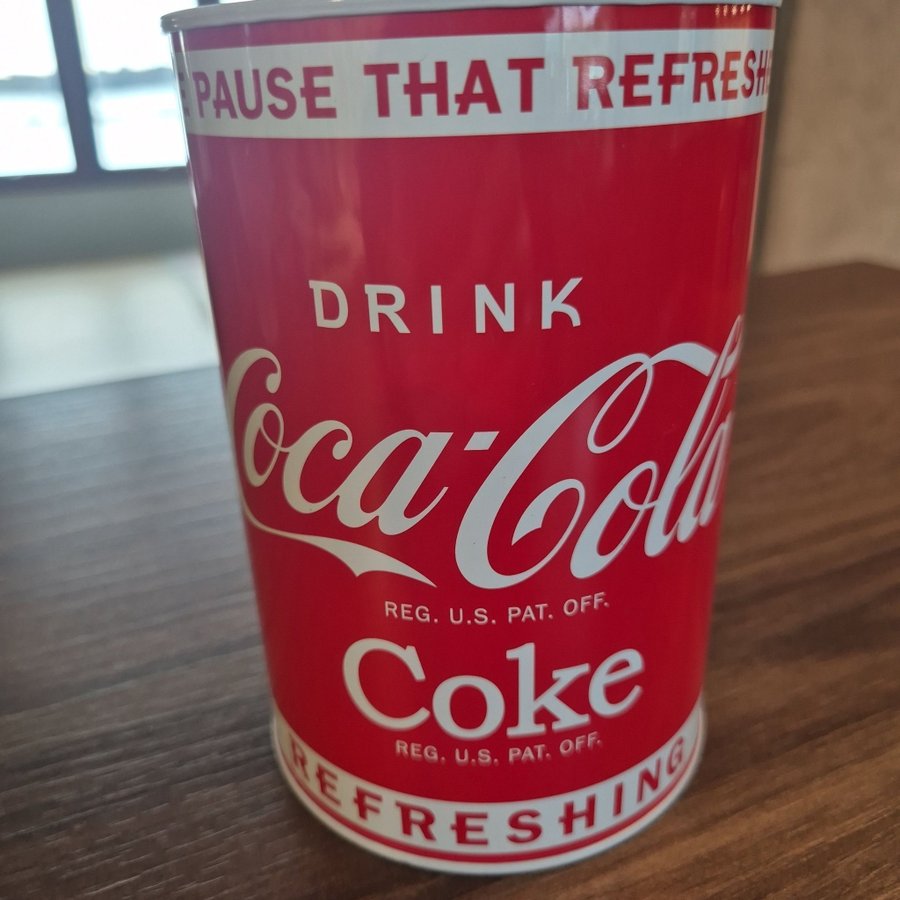 E PAUSE THAT REFRESH
DRINK
Coca-Cola
REG. U.S. PAT. OFF.
Coke
REG. U.S. PAT. OFF.
REFRESHING